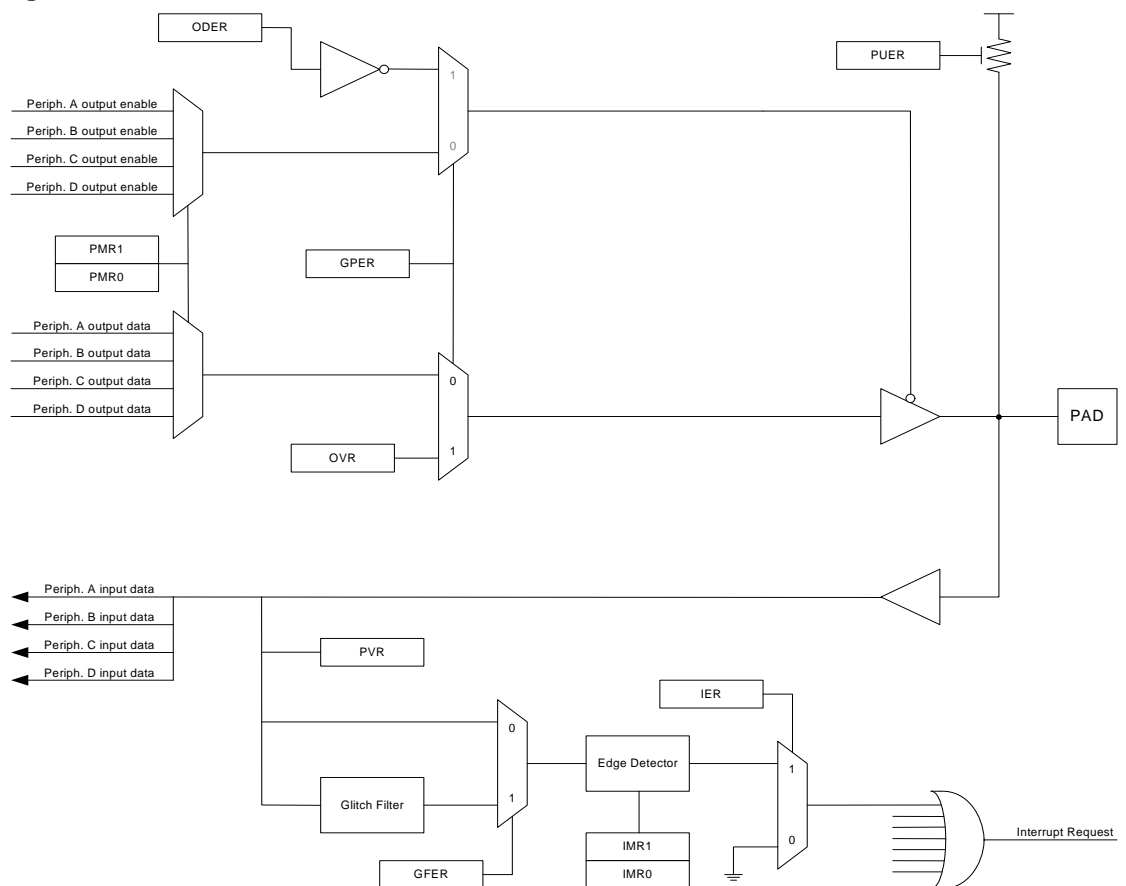 ODER
PUER
1
Periph. A output enable
Periph. B output enable
0
Periph. C output enable
Periph. D output enable
PMR1
GPER
PMR0
Periph. A output data
Periph. B output data
0
Periph. C output data
Periph. D output data
PAD
1
OVR
Periph. A input data
Periph. B input data
PVR
Periph. C input data
Periph. D input data
IER
0
Edge Detector
1
Glitch Filter
1
Interrupt Request
IMR1
0
GFER
IMR0